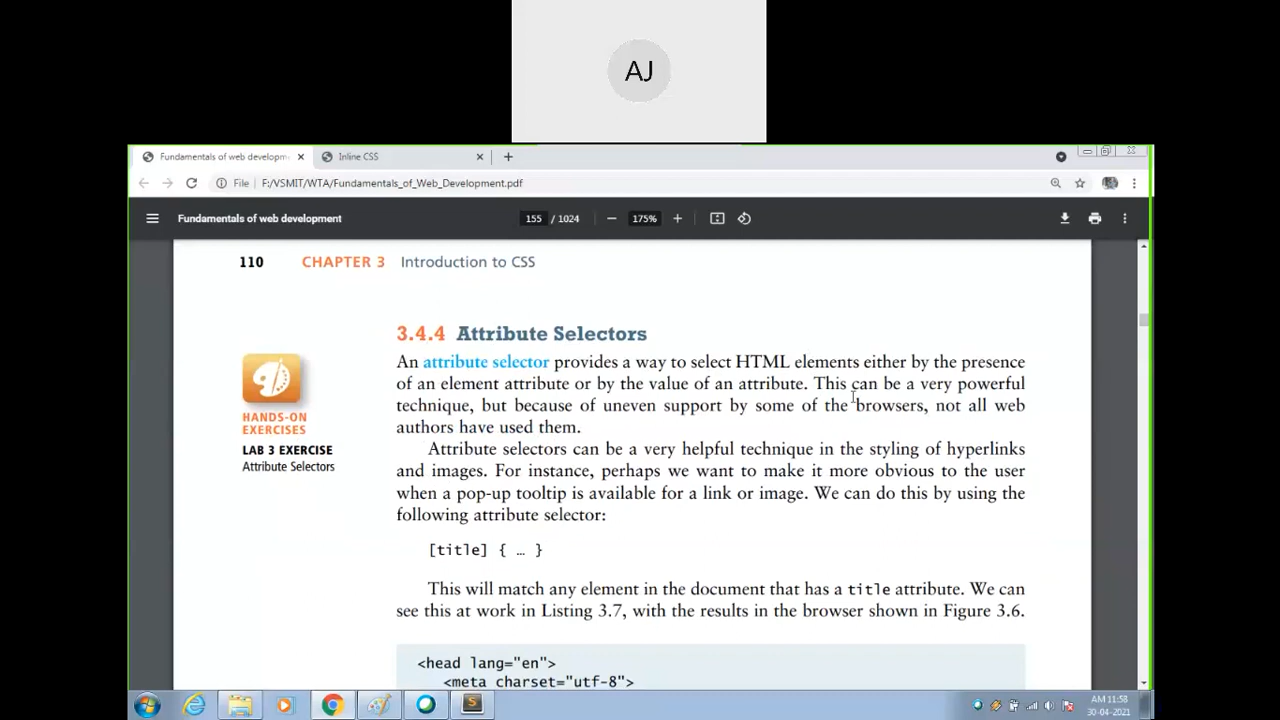 AJ
Fundamentals of web developm
Inline CSS
File F:/VSMIT/WTA/Fundamentals_of_Web_Development.pdf
Fundamentals of web development
155 / 1024
175%
110 CHAPTER 3 Introduction to CSS
3.4.4 Attribute Selectors
An attribute selector provides a way to select HTML elements either by the presence
of an element attribute or by the value of an attribute. This can be a very powerful
technique, but because of uneven support by some of the browsers, not all web
authors have used them.
HANDS-ON
EXERCISES
LAB 3 EXERCISE
Attribute Selectors
Attribute selectors can be a very helpful technique in the styling of hyperlinks
and images. For instance, perhaps we want to make it more obvious to the user
when a pop-up tooltip is available for a link or image. We can do this by using the
following attribute selector:
[title] { … }
This will match any element in the document that has a title attribute. We can
see this at work in Listing 3.7, with the results in the browser shown in Figure 3.6.
<head lang="en">
<meta charset="utf-8">
AM 11:58
30-04-2021